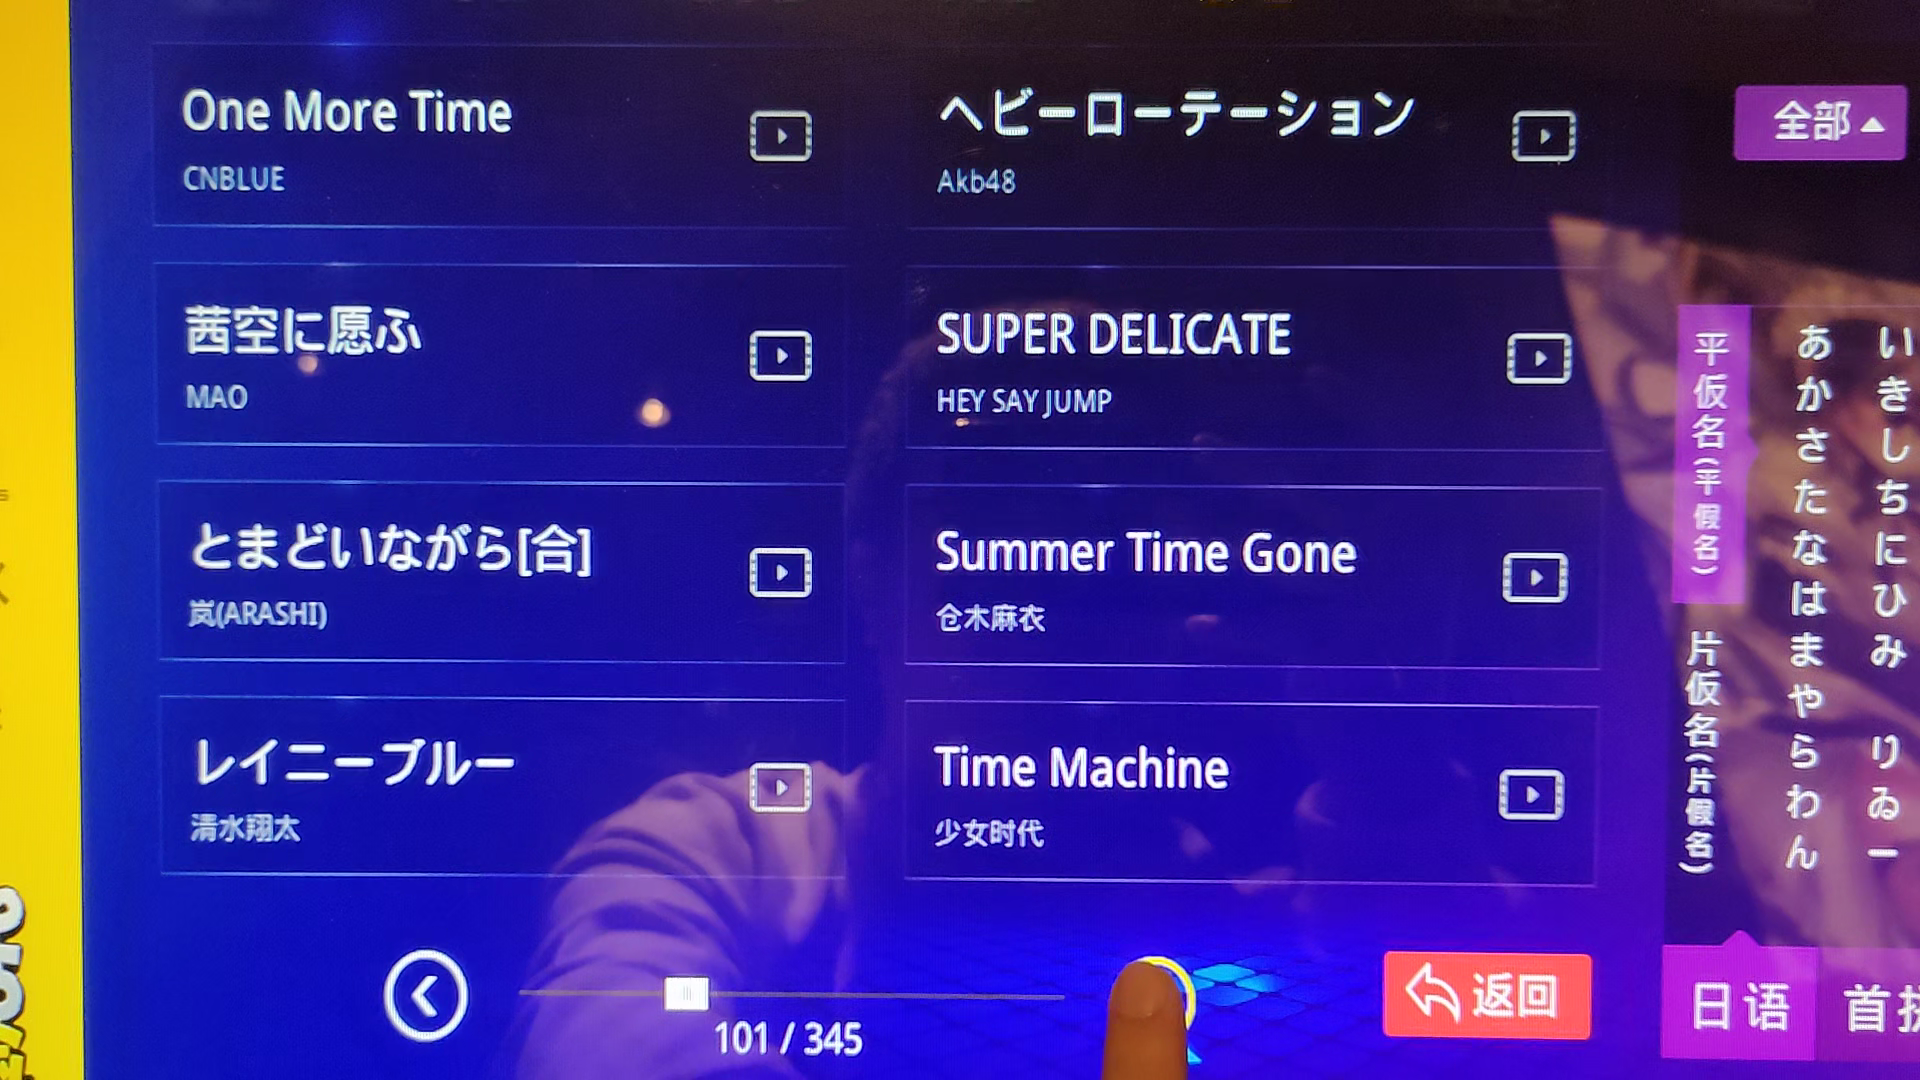 One More Time
CNBLUE
ヘビーローテーション
Akb48
茜空に愿ふ
MAO
SUPER DELICATE
HEY SAY JUMP
とまどいながら[合]
岚(ARASHI)
Summer Time Gone
仓木麻衣
レイニーブルー
清水翔太
Time Machine
少女时代
101 / 345
返回
全部
平仮名(平假名)
片仮名(片假名)
あかさたなはまやらわん
いきしちにひみ りゐー
日语
首